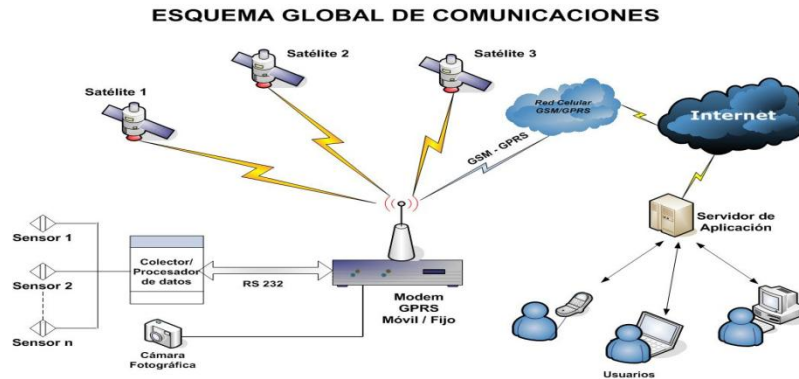 ESQUEMA GLOBAL DE COMUNICACIONES
Satélite 1
Satélite 2
Satélite 3
Red Celular
GSM/GPRS
Internet
GSM - GPRS
Servidor de
Aplicación
Sensor 1
Sensor 2
Sensor n
Colector/
Procesador
de datos
RS 232
Modem
GPRS
Móvil / Fijo
Cámara
Fotográfica
Usuarios